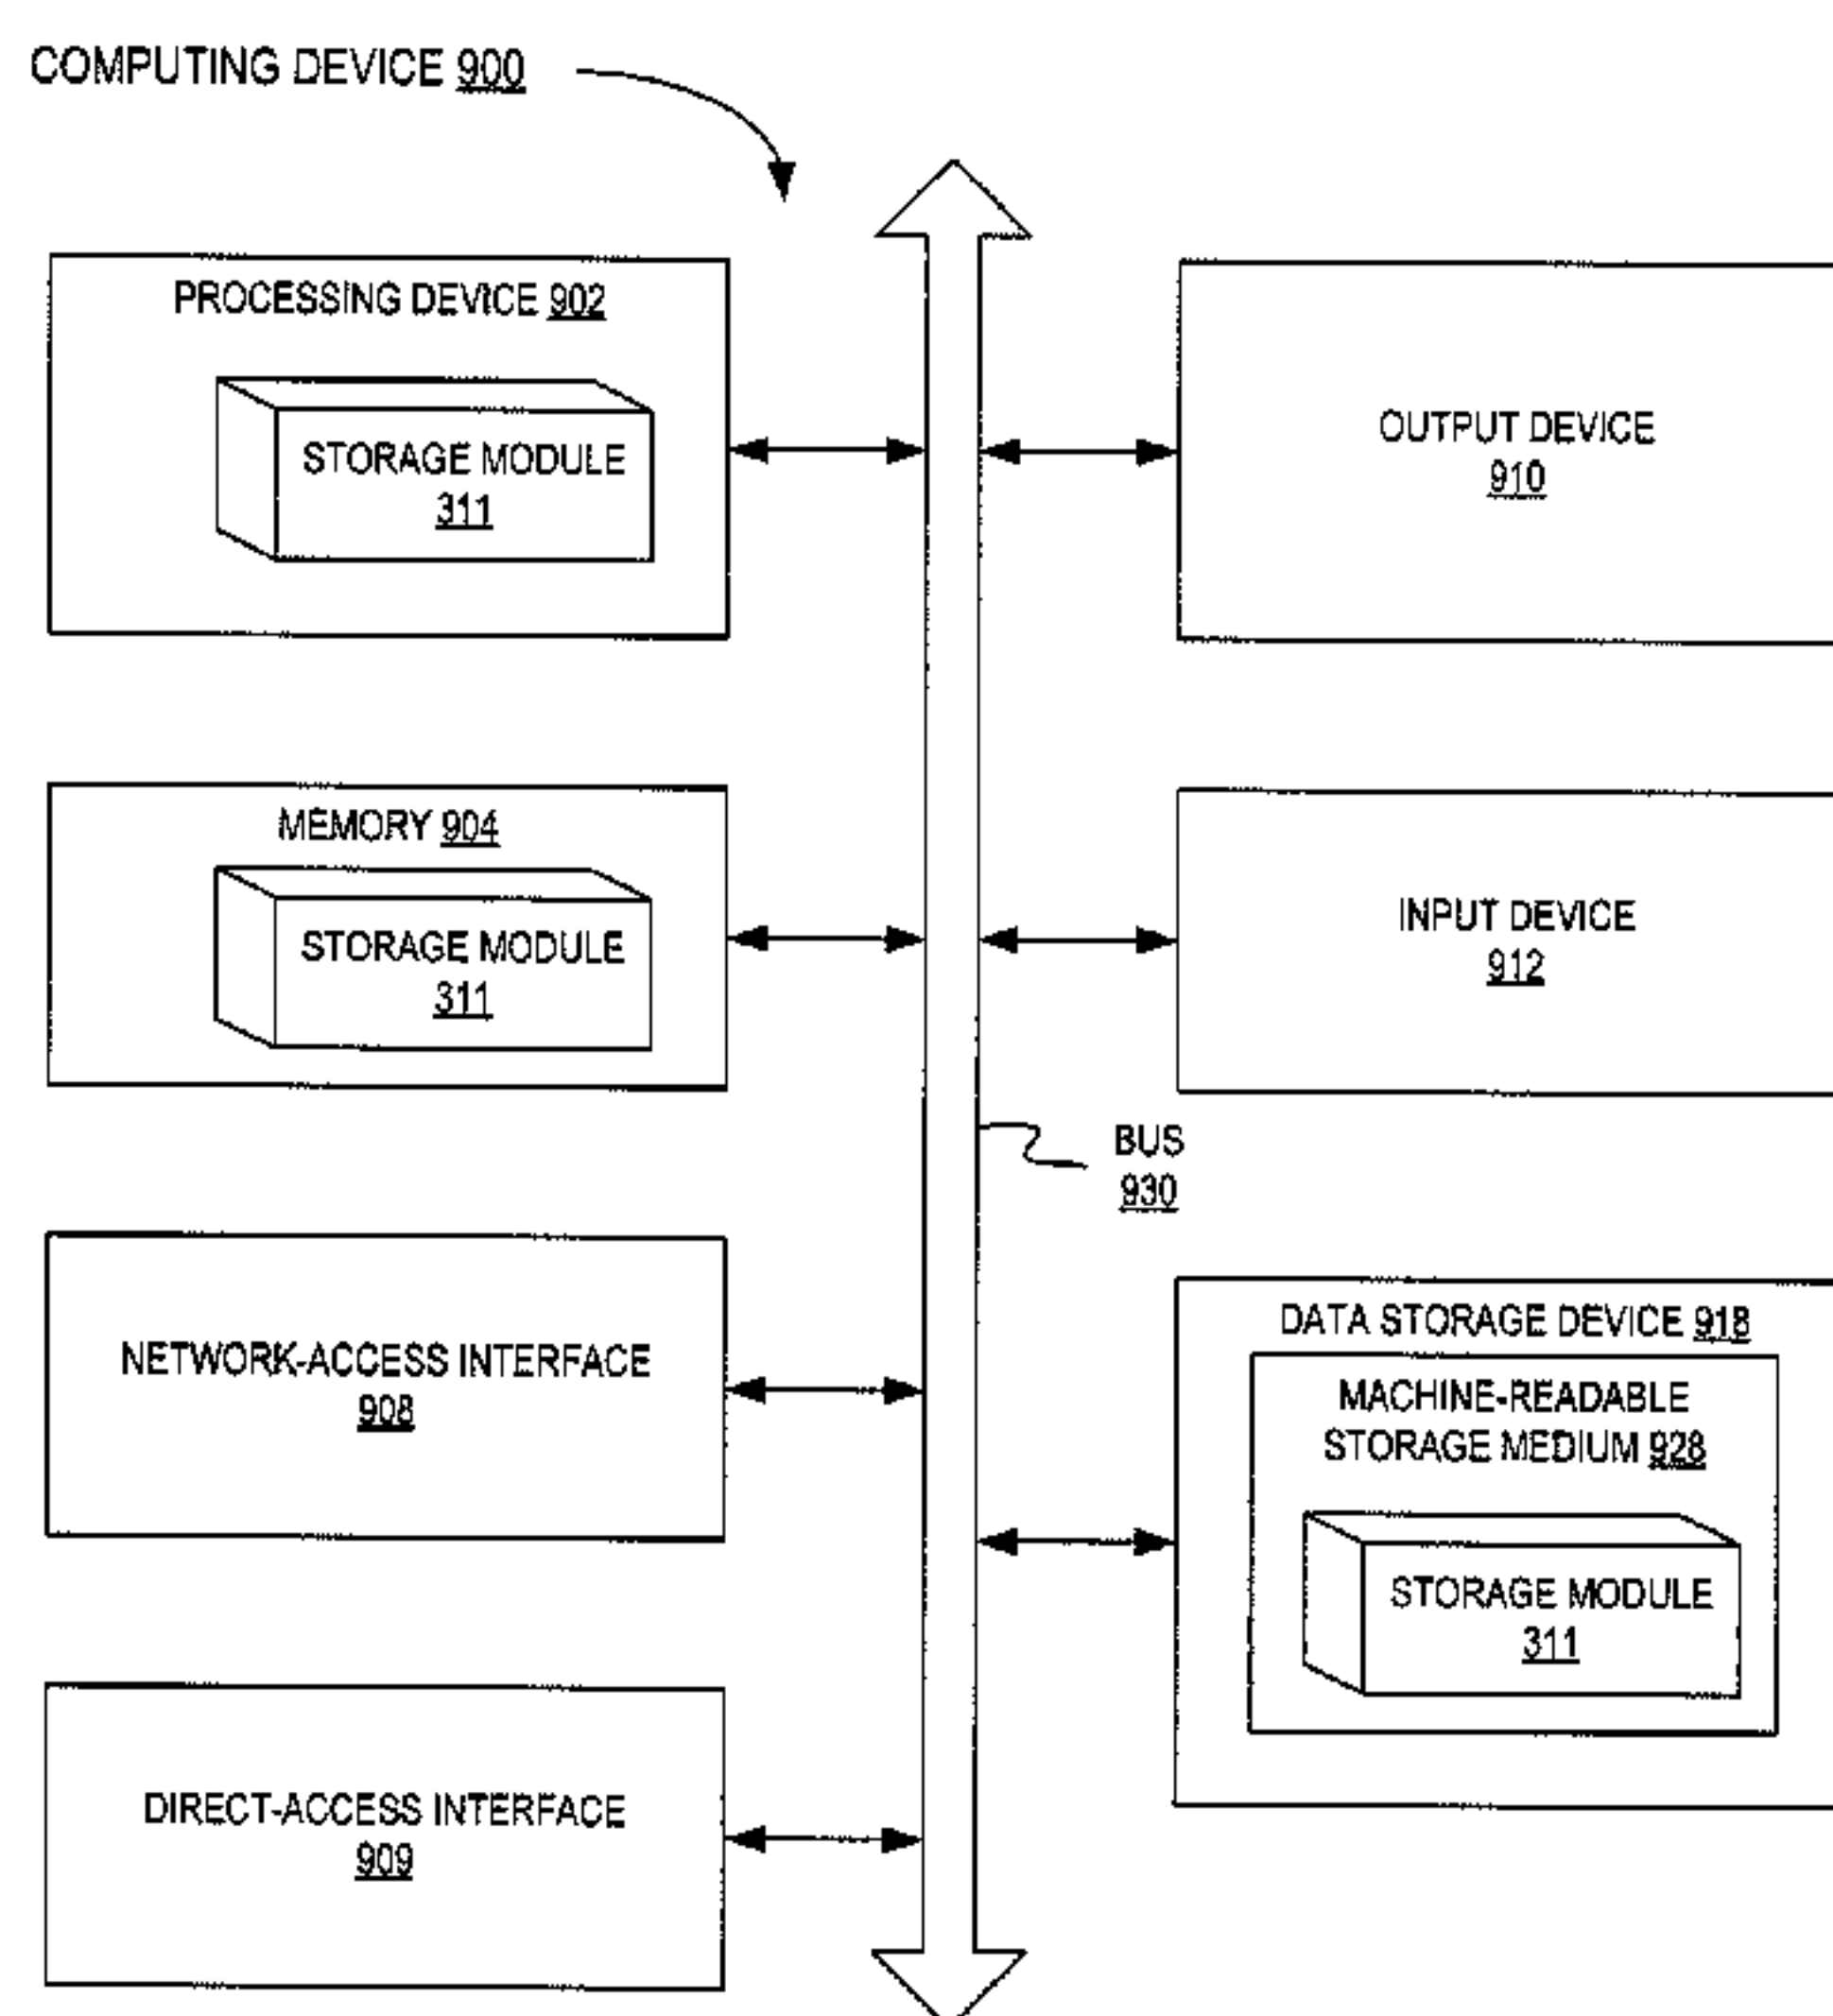 COMPUTING DEVICE 900
PROCESSING DEVICE 902
STORAGE MODULE
311
OUTPUT DEVICE
910
MEMORY 904
STORAGE MODULE
311
INPUT DEVICE
912
BUS
930
NETWORK-ACCESS INTERFACE
908
DATA STORAGE DEVICE 918
MACHINE-READABLE
STORAGE MEDIUM 928
STORAGE MODULE
311
DIRECT-ACCESS INTERFACE
909